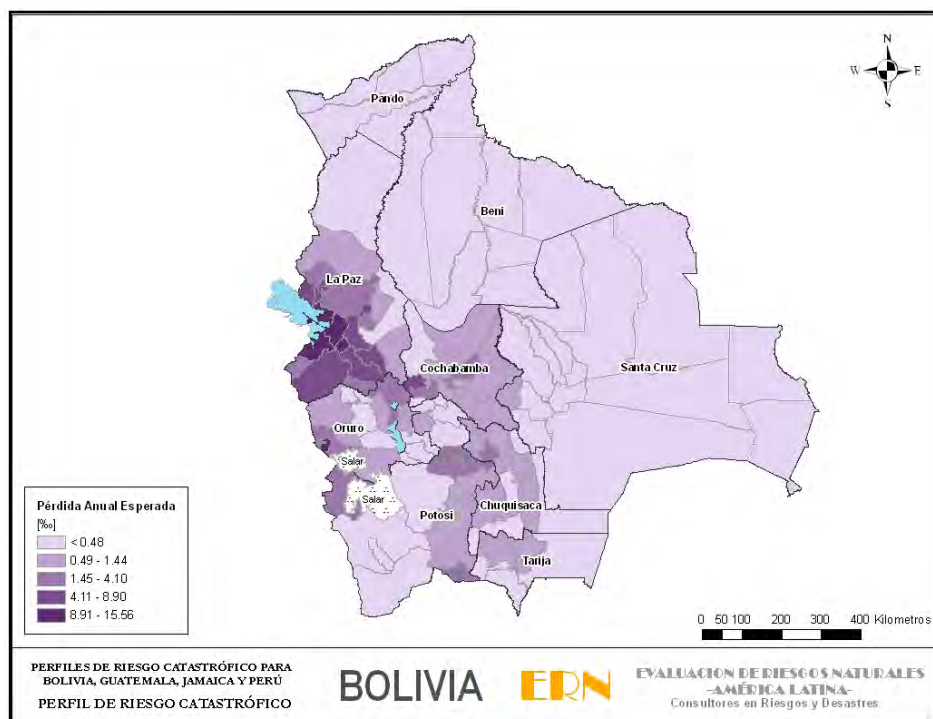 N
W E
S
Pando
Beni
La Paz
Cochabamba
Santa Cruz
Oruro
Salar
Salar
Potosi
Chuquisaca
Tarija
Pérdida Anual Esperada
[‰]
< 0.48
0.49 - 1.44
1.45 - 4.10
4.11 - 8.90
8.91 - 15.56
0 50 100 200 300 400 Kilometros
PERFILES DE RIESGO CATASTRÓFICO PARA
BOLIVIA, GUATEMALA, JAMAICA Y PERÚ
PERFIL DE RIESGO CATASTRÓFICO
BOLIVIA
ERN
EVALUACION DE RIESGOS NATURALES
-AMÉRICA LATINA-
Consultores en Riesgos y Desastres